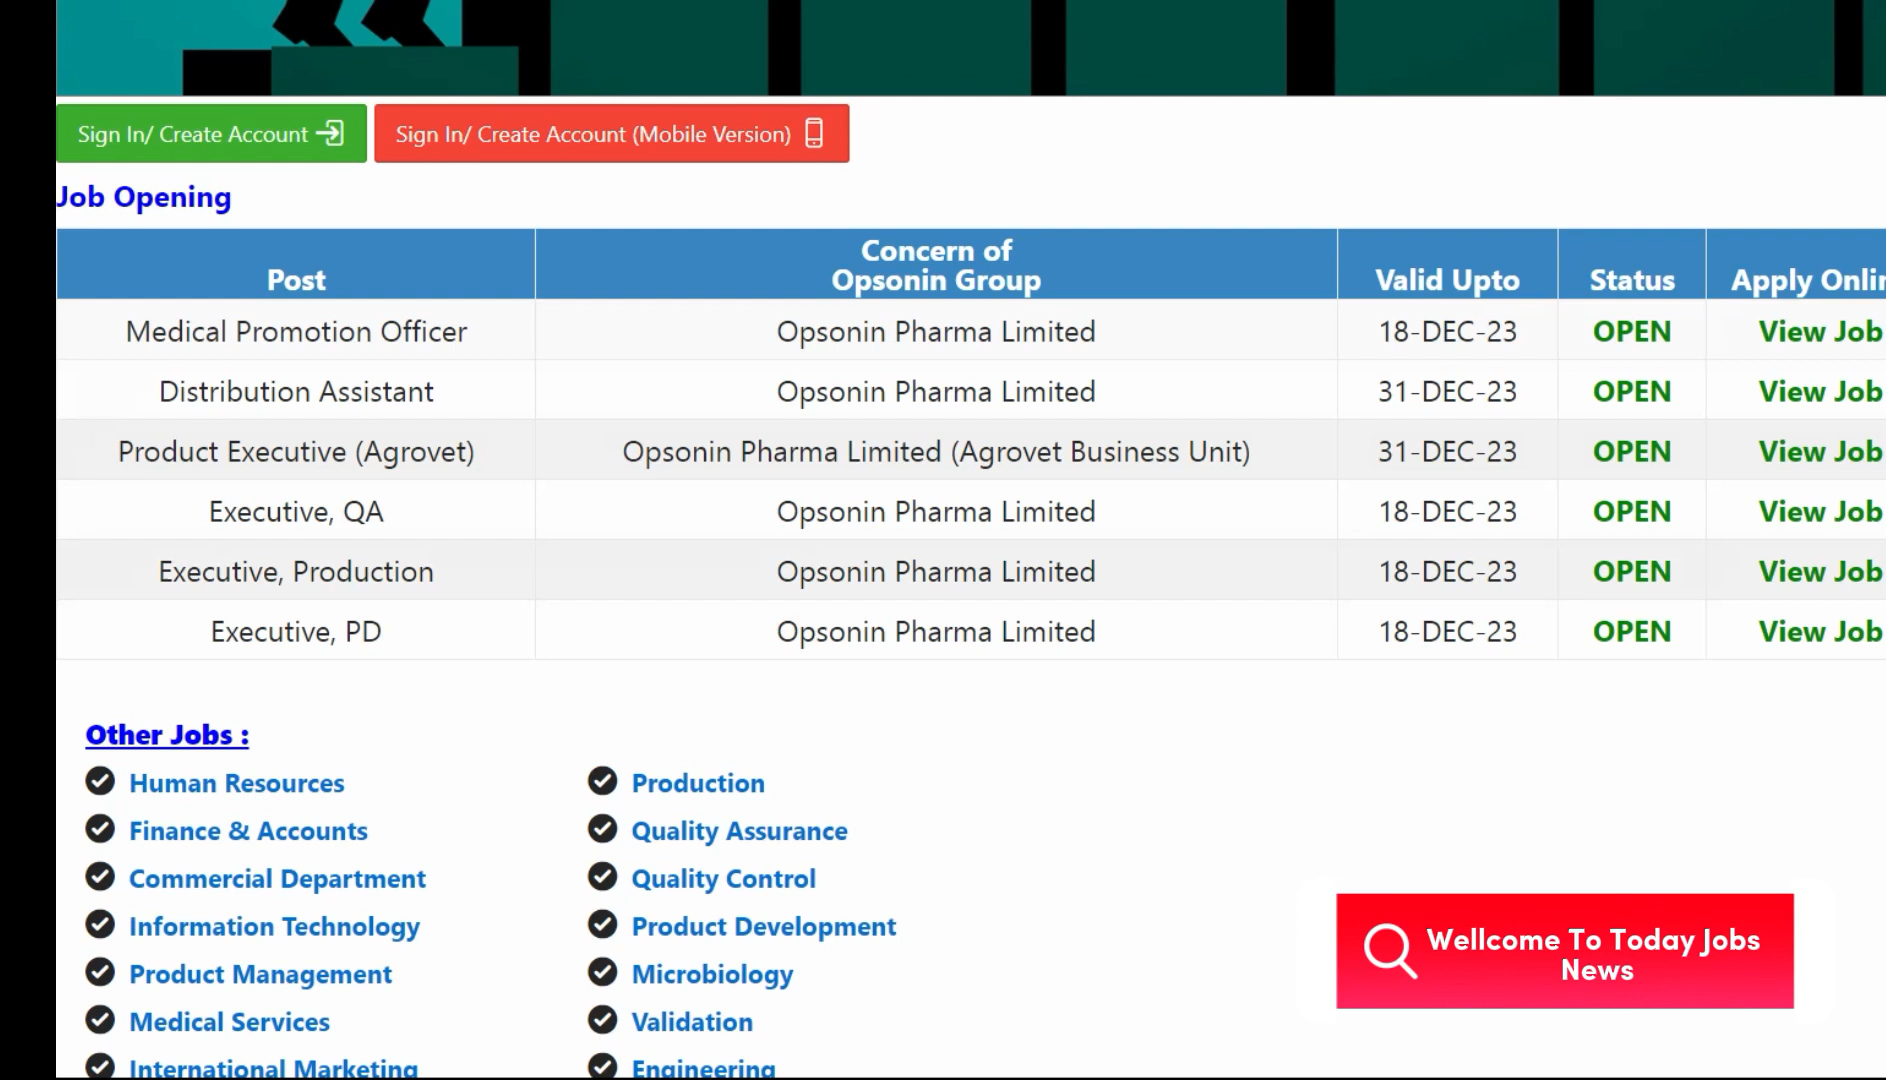 Sign In/ Create Account
Sign In/ Create Account (Mobile Version)
Job Opening
Post
Concern of
Opsonin Group
Valid Upto
Status
Apply Onlin
Medical Promotion Officer Opsonin Pharma Limited 18-DEC-23 OPEN View Job
Distribution Assistant Opsonin Pharma Limited 31-DEC-23 OPEN View Job
Product Executive (Agrovet) Opsonin Pharma Limited (Agrovet Business Unit) 31-DEC-23 OPEN View Job
Executive, QA Opsonin Pharma Limited 18-DEC-23 OPEN View Job
Executive, Production Opsonin Pharma Limited 18-DEC-23 OPEN View Job
Executive, PD Opsonin Pharma Limited 18-DEC-23 OPEN View Job
Other Jobs :
Human Resources
Finance & Accounts
Commercial Department
Information Technology
Product Management
Medical Services
International Marketing
Production
Quality Assurance
Quality Control
Product Development
Microbiology
Validation
Engineering
Wellcome To Today Jobs
News